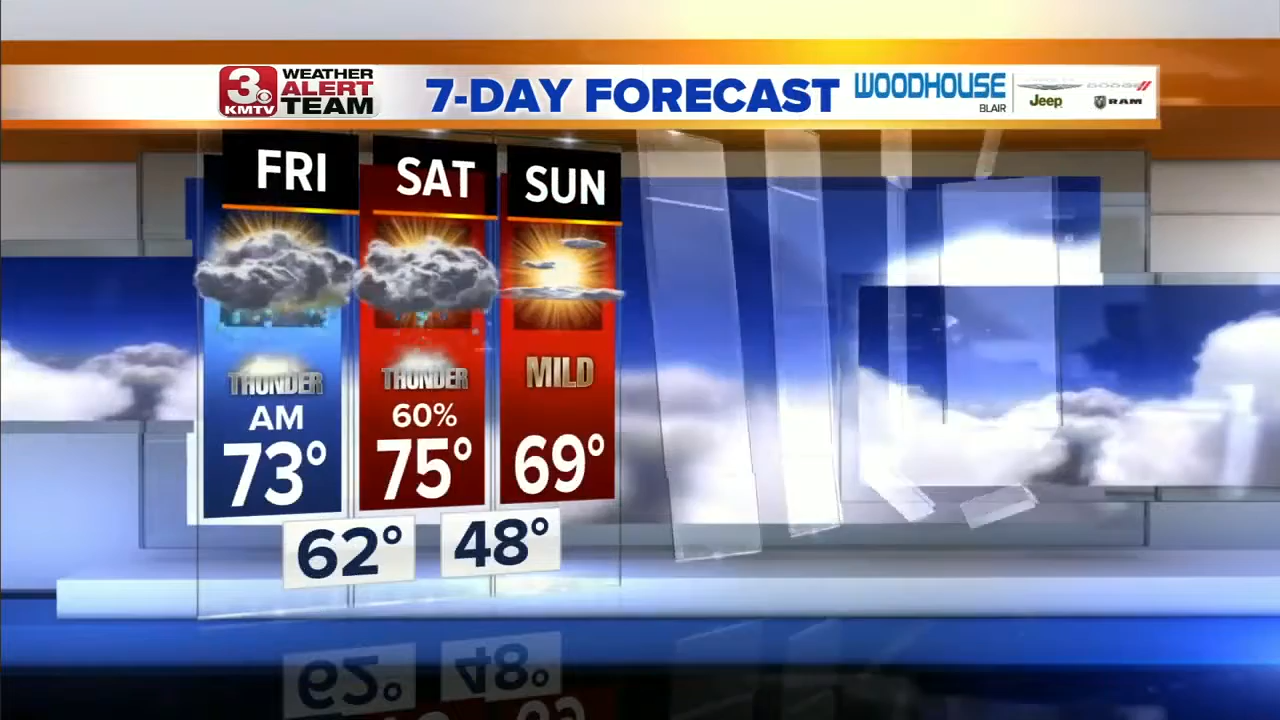 3
KMTV
WEATHER
ALERT
TEAM
7-DAY FORECAST
WOODHOUSE
BLAIR
Jeep
DODGE
RAM
FRI
SAT
SUN
THUNDER
THUNDER
MILD
AM
60%
73°
75°
69°
62°
48°